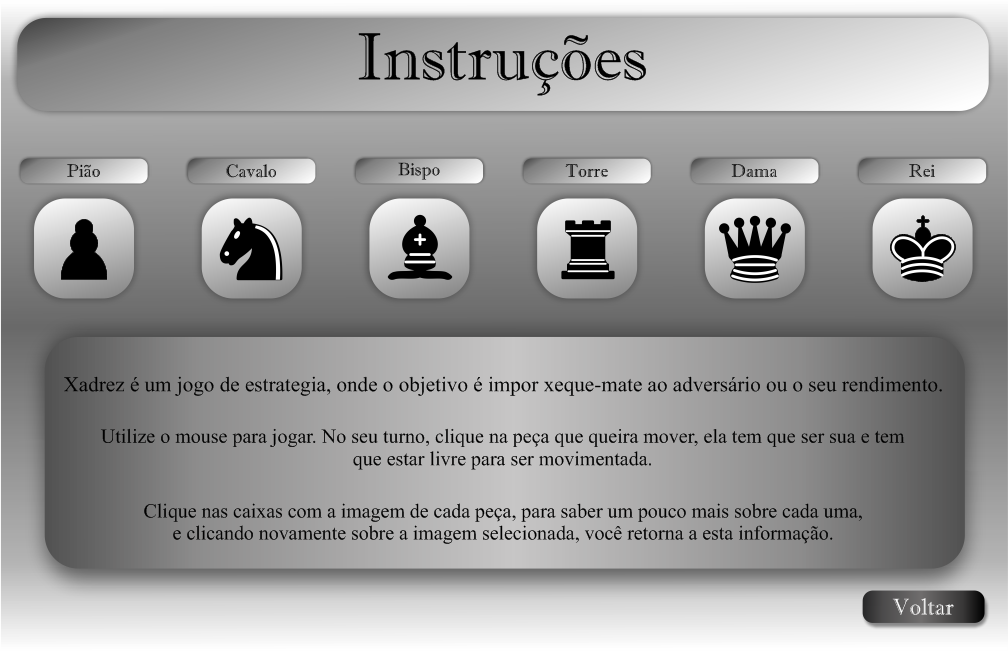 Instruções
Pião
Cavalo
Bispo
Torre
Dama
Rei
Xadrez é um jogo de estrategia, onde o objetivo é impor xeque-mate ao adversário ou o seu rendimento.
Utilize o mouse para jogar. No seu turno, clique na peça que queira mover, ela tem que ser sua e tem
que estar livre para ser movimentada.
Clique nas caixas com a imagem de cada peça, para saber um pouco mais sobre cada uma,
e clicando novamente sobre a imagem selecionada, você retorna a esta informação.
Voltar